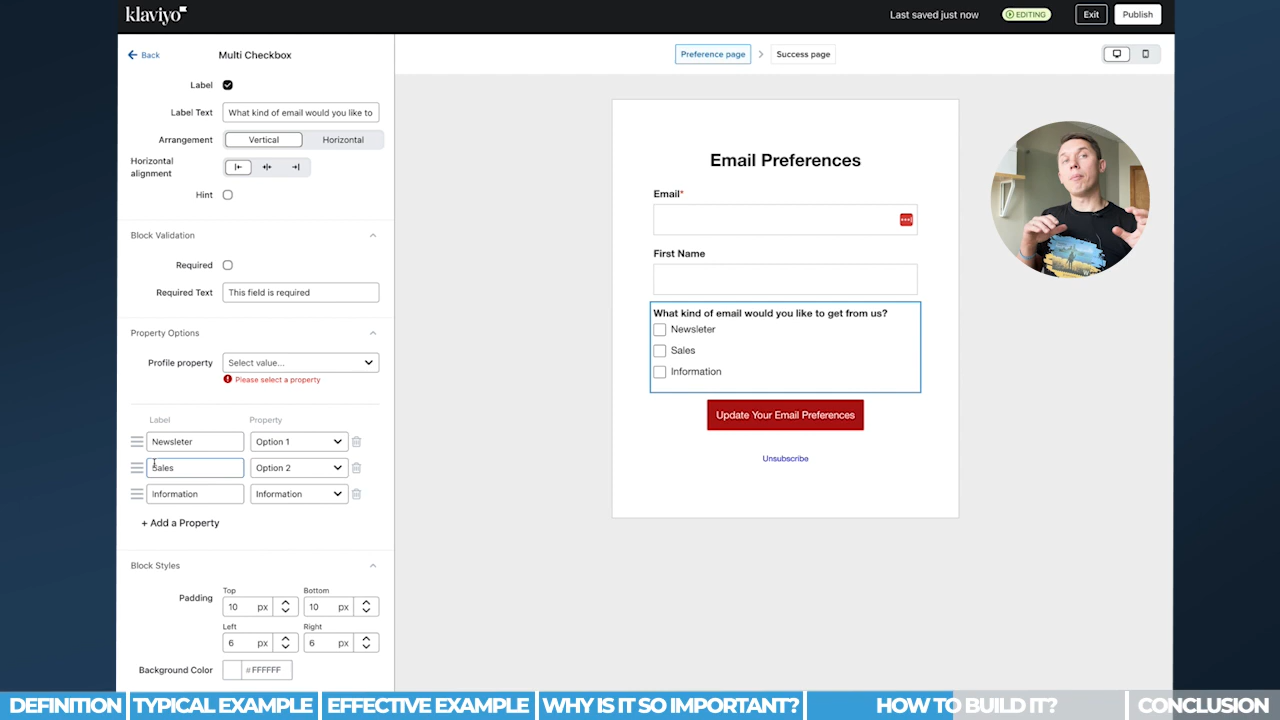 klaviyo
Last saved just now
EDITING
Exit
Publish
Back
Multi Checkbox
Label
Label Text
What kind of email would you like to
Arrangement
Vertical
Horizontal
Horizontal
alignment
Hint
Block Validation
Required
Required Text
This field is required
Property Options
Profile property
Select value...
Please select a property
Label
Property
Newsleter
Option 1
Sales
Option 2
Information
Information
+ Add a Property
Block Styles
Padding
Top
Bottom
10 px
10 px
Left
Right
6 px
6 px
Background Color
#FFFFFF
Preference page
Success page
Email Preferences
Email*
First Name
What kind of email would you like to get from us?
Newsleter
Sales
Information
Update Your Email Preferences
Unsubscribe
DEFINITION
TYPICAL EXAMPLE
EFFECTIVE EXAMPLE
WHY IS IT SO IMPORTANT?
HOW TO BUILD IT?
CONCLUSION